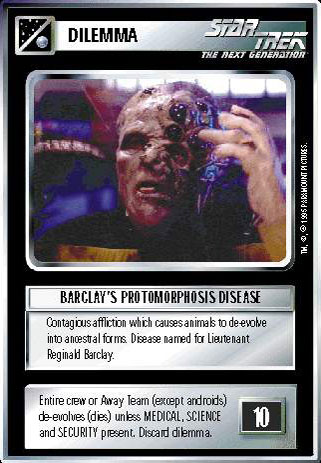 DILEMMA
STAR TREK
THE NEXT GENERATION®
TM, ®, © 1995 PARAMOUNT PICTURES.
BARCLAY'S PROTOMORPHOSIS DISEASE
Contagious affliction which causes animals to de-evolve
into ancestral forms. Disease named for Lieutenant
Reginald Barclay.
Entire crew or Away Team (except androids)
de-evolves (dies) unless MEDICAL, SCIENCE
and SECURITY present. Discard dilemma.
10